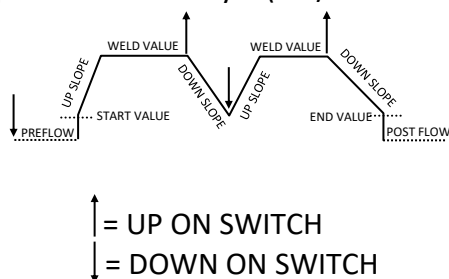 WELD VALUE
WELD VALUE
UP SLOPE
DOWN SLOPE
UP SLOPE
DOWN SLOPE
START VALUE
END VALUE
PREFLOW
POST FLOW
= UP ON SWITCH
= DOWN ON SWITCH